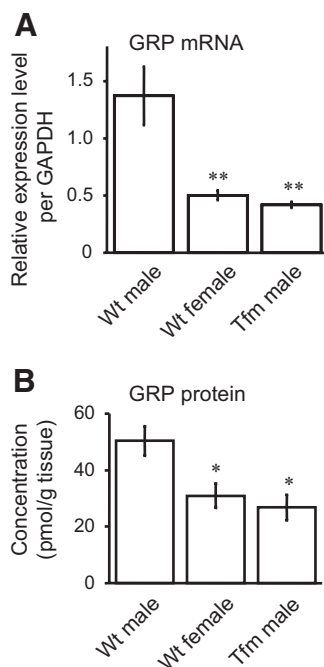 A
GRP mRNA
Relative expression level
per GAPDH
1.5
1.0
0.5
0
**
**
Wt male
Wt female
Tfm male
B
GRP protein
Concentration
(pmol/g tissue)
60
40
20
0
*
*
Wt male
Wt female
Tfm male